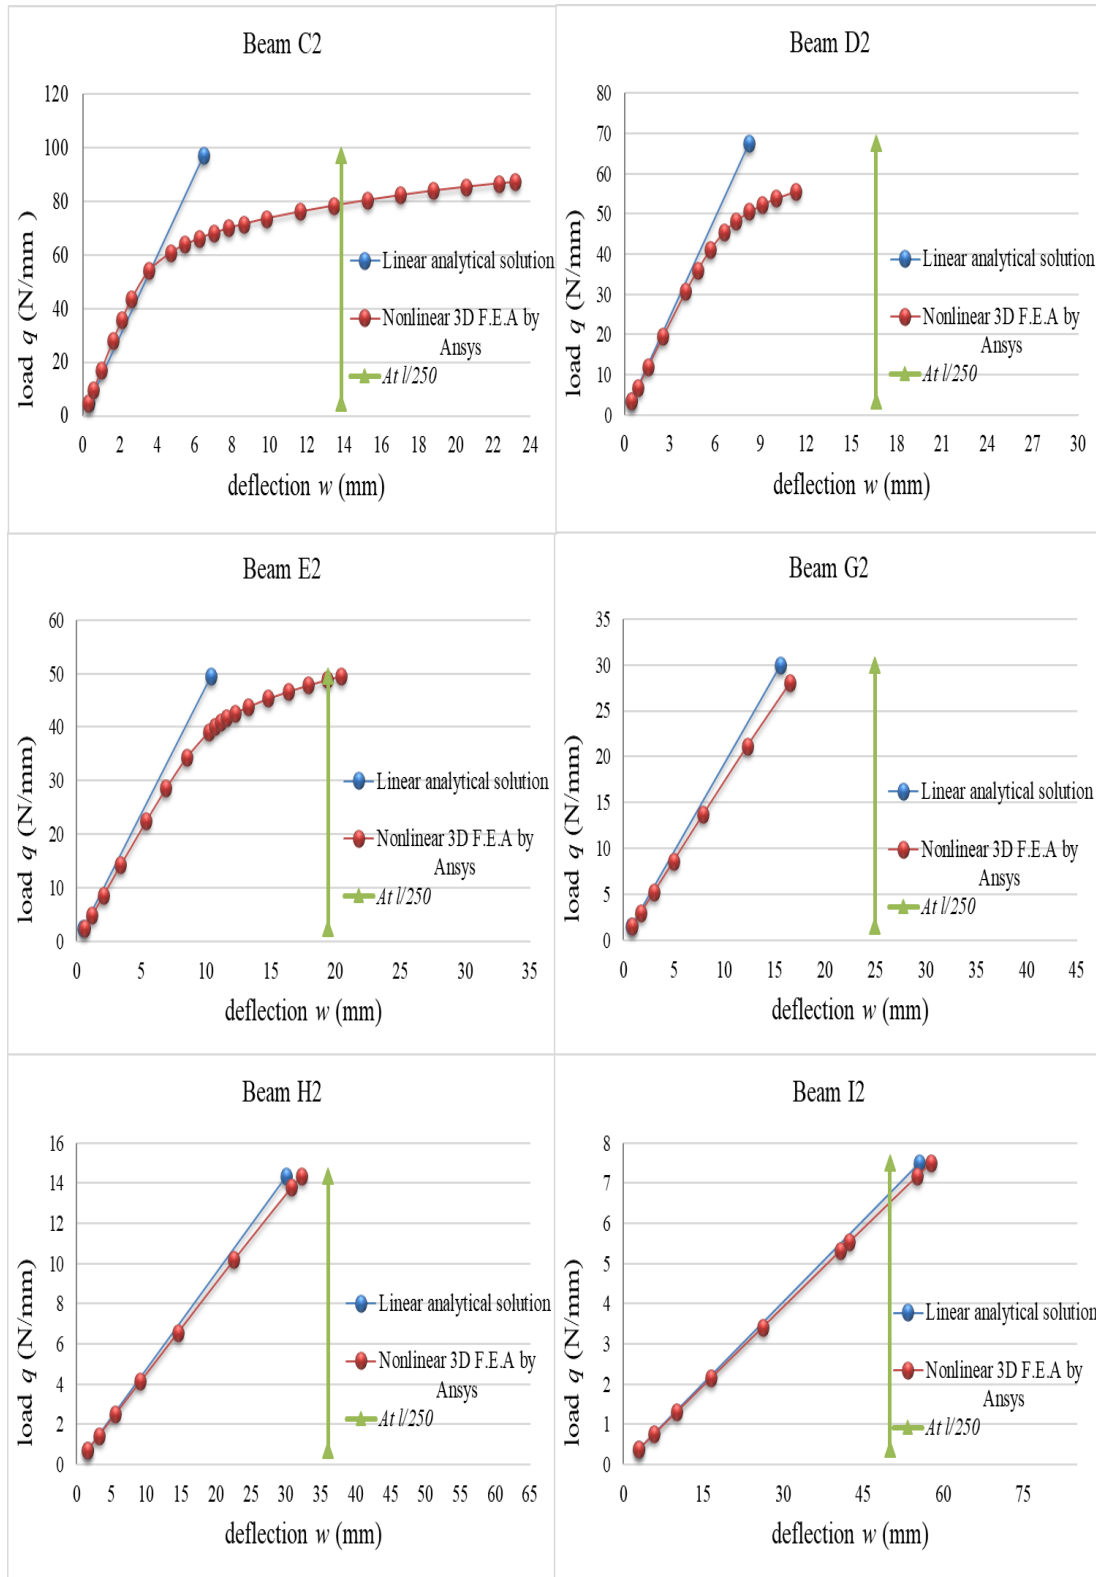 Beam C2
120
100
80
60
40
20
0
0 2 4 6 8 10 12 14 16 18 20 22 24
load q (N/mm )
deflection w (mm)
Linear analytical solution
Nonlinear 3D F.E.A by
Ansys
At l/250
Beam D2
80
70
60
50
40
30
20
10
0
0 3 6 9 12 15 18 21 24 27 30
load q (N/mm)
deflection w (mm)
Linear analytical solution
Nonlinear 3D F.E.A by
Ansys
At l/250
Beam E2
60
50
40
30
20
10
0
0 5 10 15 20 25 30 35
load q (N/mm)
deflection w (mm)
Linear analytical solution
Nonlinear 3D F.E.A by
Ansys
At l/250
Beam G2
35
30
25
20
15
10
5
0
0 5 10 15 20 25 30 35 40 45
load q (N/mm)
deflection w (mm)
Linear analytical solution
Nonlinear 3D F.E.A by
Ansys
At l/250
Beam H2
16
14
12
10
8
6
4
2
0
0 5 10 15 20 25 30 35 40 45 50 55 60 65
load q (N/mm)
deflection w (mm)
Linear analytical solution
Nonlinear 3D F.E.A by
Ansys
At l/250
Beam I2
8
7
6
5
4
3
2
1
0
0 15 30 45 60 75
load q (N/mm)
deflection w (mm)
Linear analytical solution
Nonlinear 3D F.E.A by
Ansys
At l/250